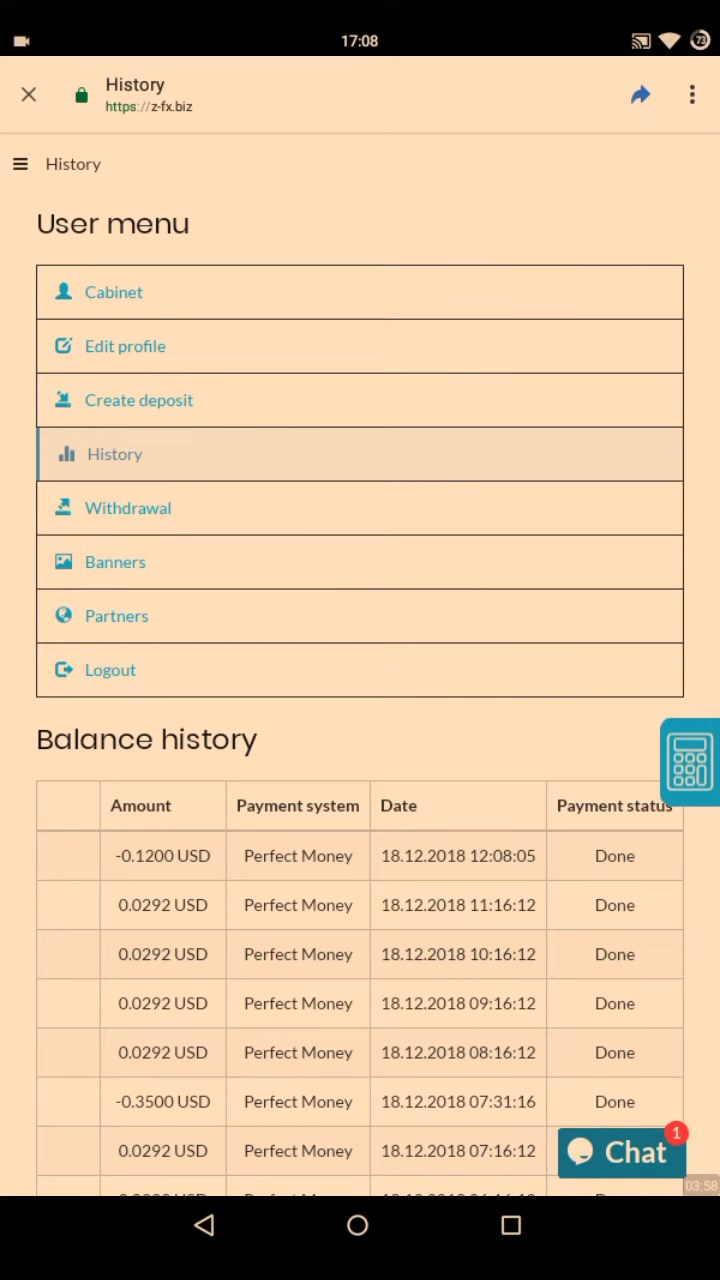 17:08
73
History
https://z-fx.biz
History
User menu
Cabinet
Edit profile
Create deposit
History
Withdrawal
Banners
Partners
Logout
Balance history
Amount Payment system Date Payment status
-0.1200 USD Perfect Money 18.12.2018 12:08:05 Done
0.0292 USD Perfect Money 18.12.2018 11:16:12 Done
0.0292 USD Perfect Money 18.12.2018 10:16:12 Done
0.0292 USD Perfect Money 18.12.2018 09:16:12 Done
0.0292 USD Perfect Money 18.12.2018 08:16:12 Done
-0.3500 USD Perfect Money 18.12.2018 07:31:16 Done
0.0292 USD Perfect Money 18.12.2018 07:16:12
1
Chat
03:58